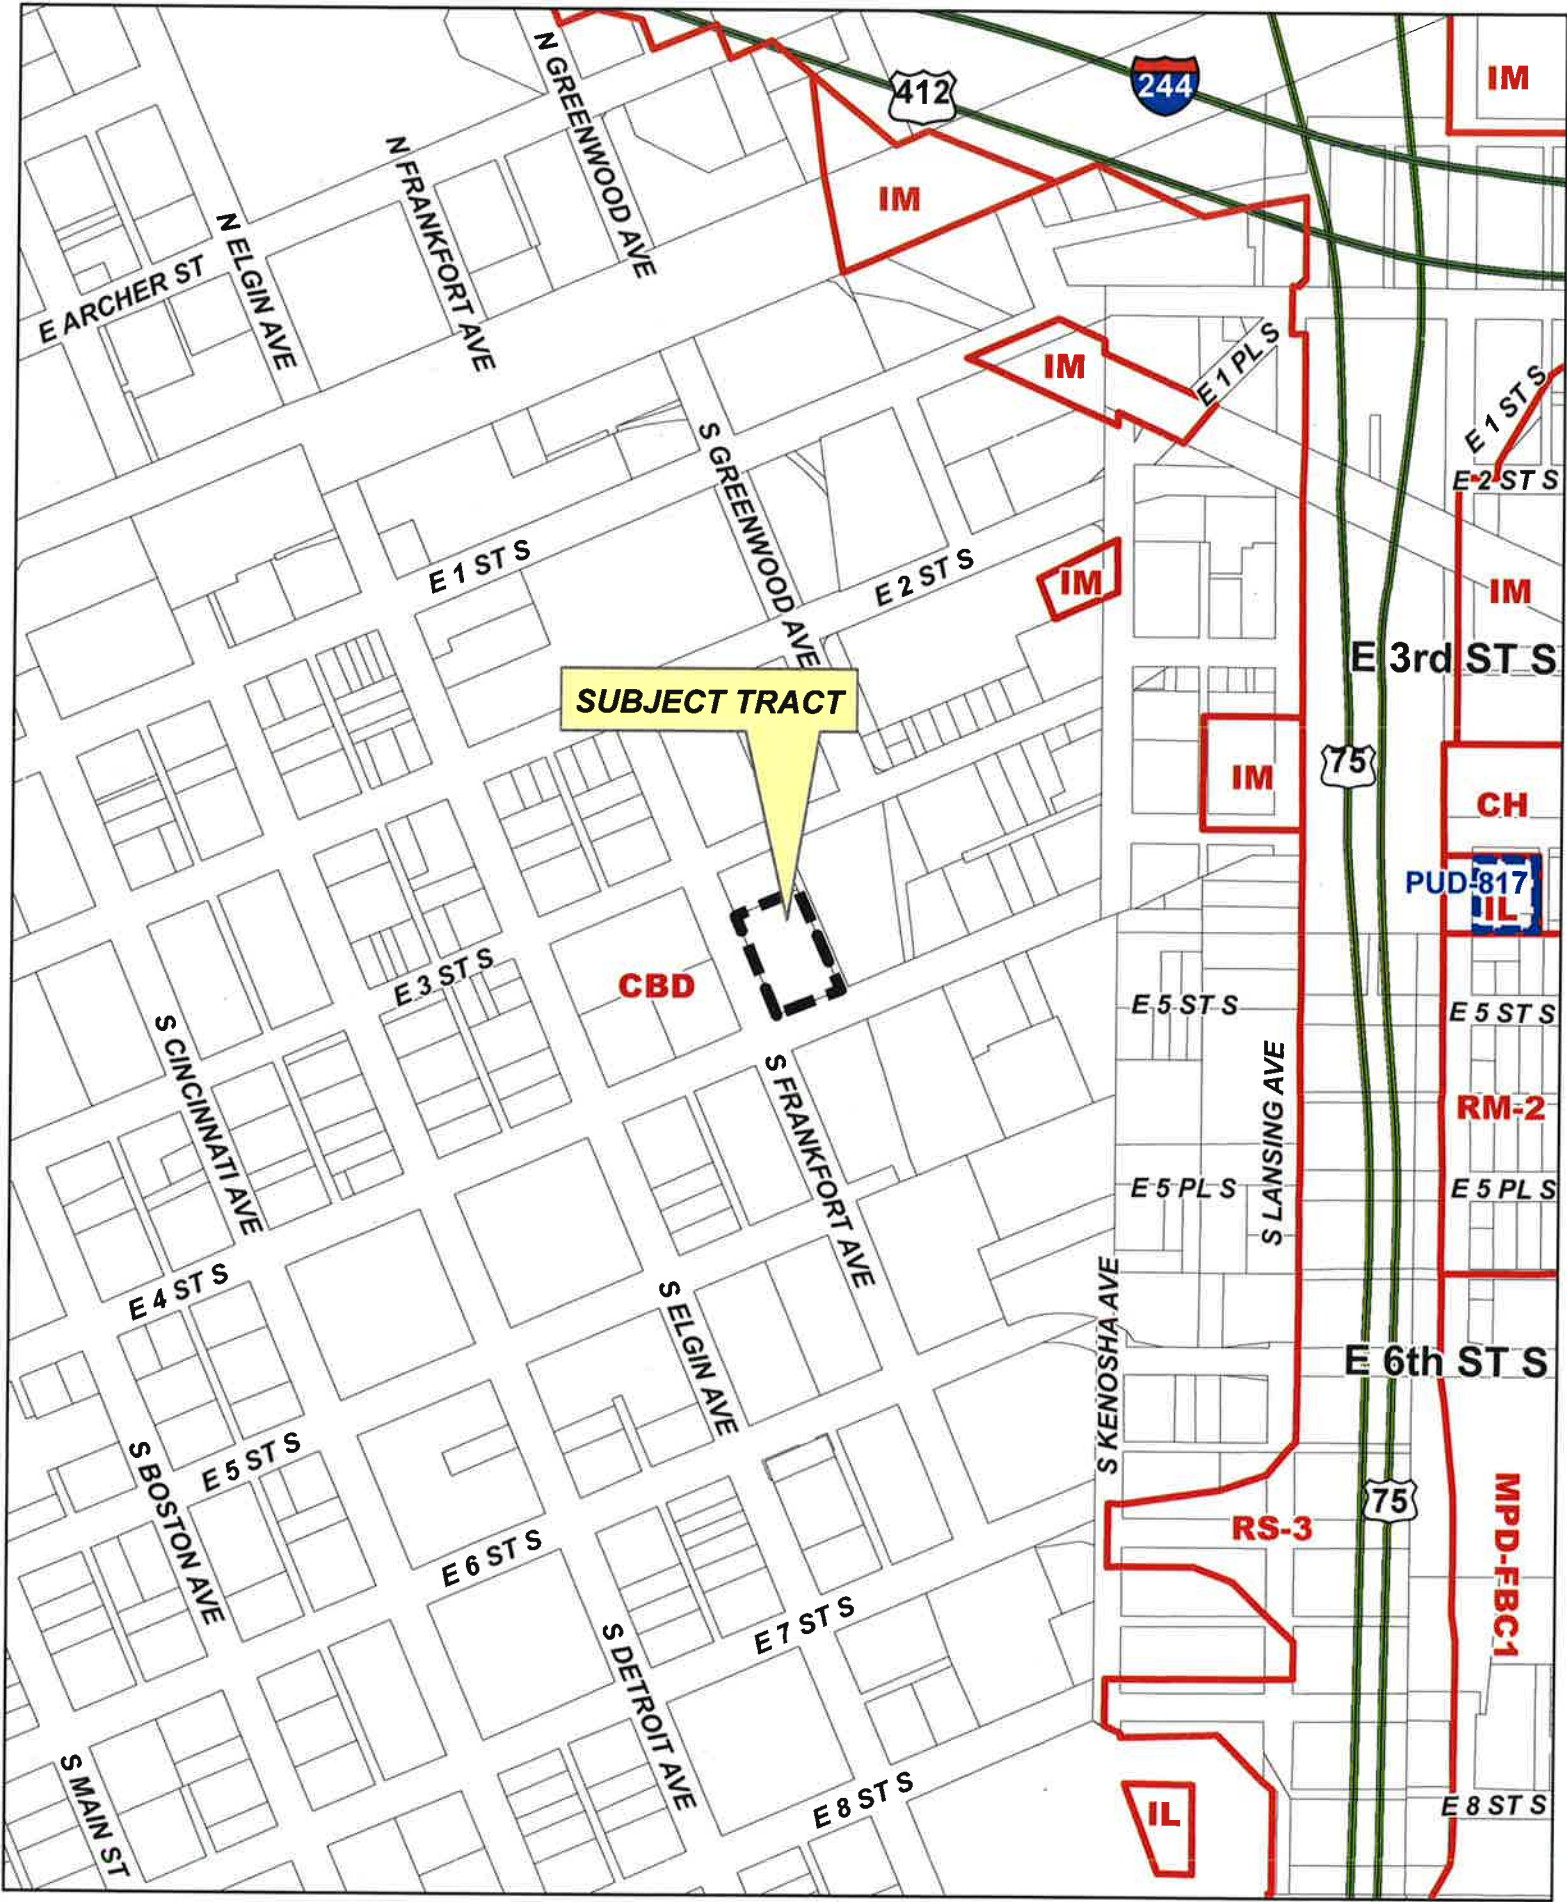 N GREENWOOD AVE
412
244
IM
N FRANKFORT AVE
IM
N ELGIN AVE
E ARCHER ST
E 1 PL S
IM
E 1 ST S
S GREENWOOD AVE
E 2 ST S
E 1 ST S
E 2 ST S
IM
IM
E 3rd ST S
SUBJECT TRACT
75
IM
CH
PUD-817
IL
E 3 ST S
CBD
E 5 ST S
E 5 ST S
S CINCINNATI AVE
S FRANKFORT AVE
S LANSING AVE
RM-2
E 5 PL S
E 5 PL S
E 4 ST S
S ELGIN AVE
S KENOSHA AVE
E 6th ST S
S BOSTON AVE
E 5 ST S
75
RS-3
MPD-FBC1
E 6 ST S
E 7 ST S
S DETROIT AVE
S MAIN ST
E 8 ST S
IL
E 8 ST S